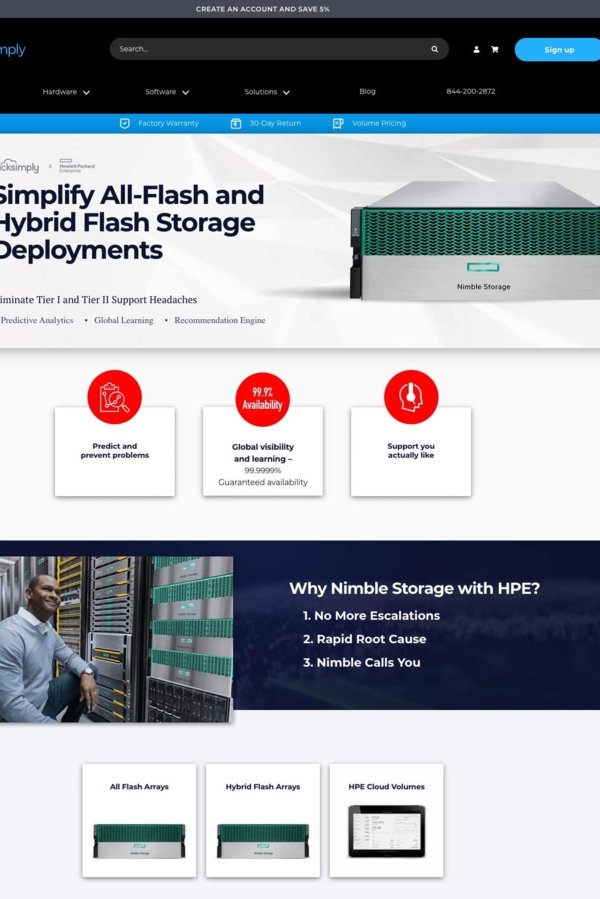 CREATE AN ACCOUNT AND SAVE 5%
mply
Search...
Sign up
Hardware
Software
Solutions
Blog
844-200-2872
Factory Warranty
30-Day Return
Volume Pricing
cksimply
x
Hewlett Packard
Enterprise
Simplify All-Flash and
Hybrid Flash Storage
Deployments
iminate Tier I and Tier II Support Headaches
Predictive Analytics • Global Learning • Recommendation Engine
Nimble Storage
99.9%
Availability
Predict and
prevent problems
Global visibility
and learning –
99.9999%
Guaranteed availability
Support you
actually like
Why Nimble Storage with HPE?
1. No More Escalations
2. Rapid Root Cause
3. Nimble Calls You
All Flash Arrays
Nimble Storage
Hybrid Flash Arrays
Nimble Storage
HPE Cloud Volumes